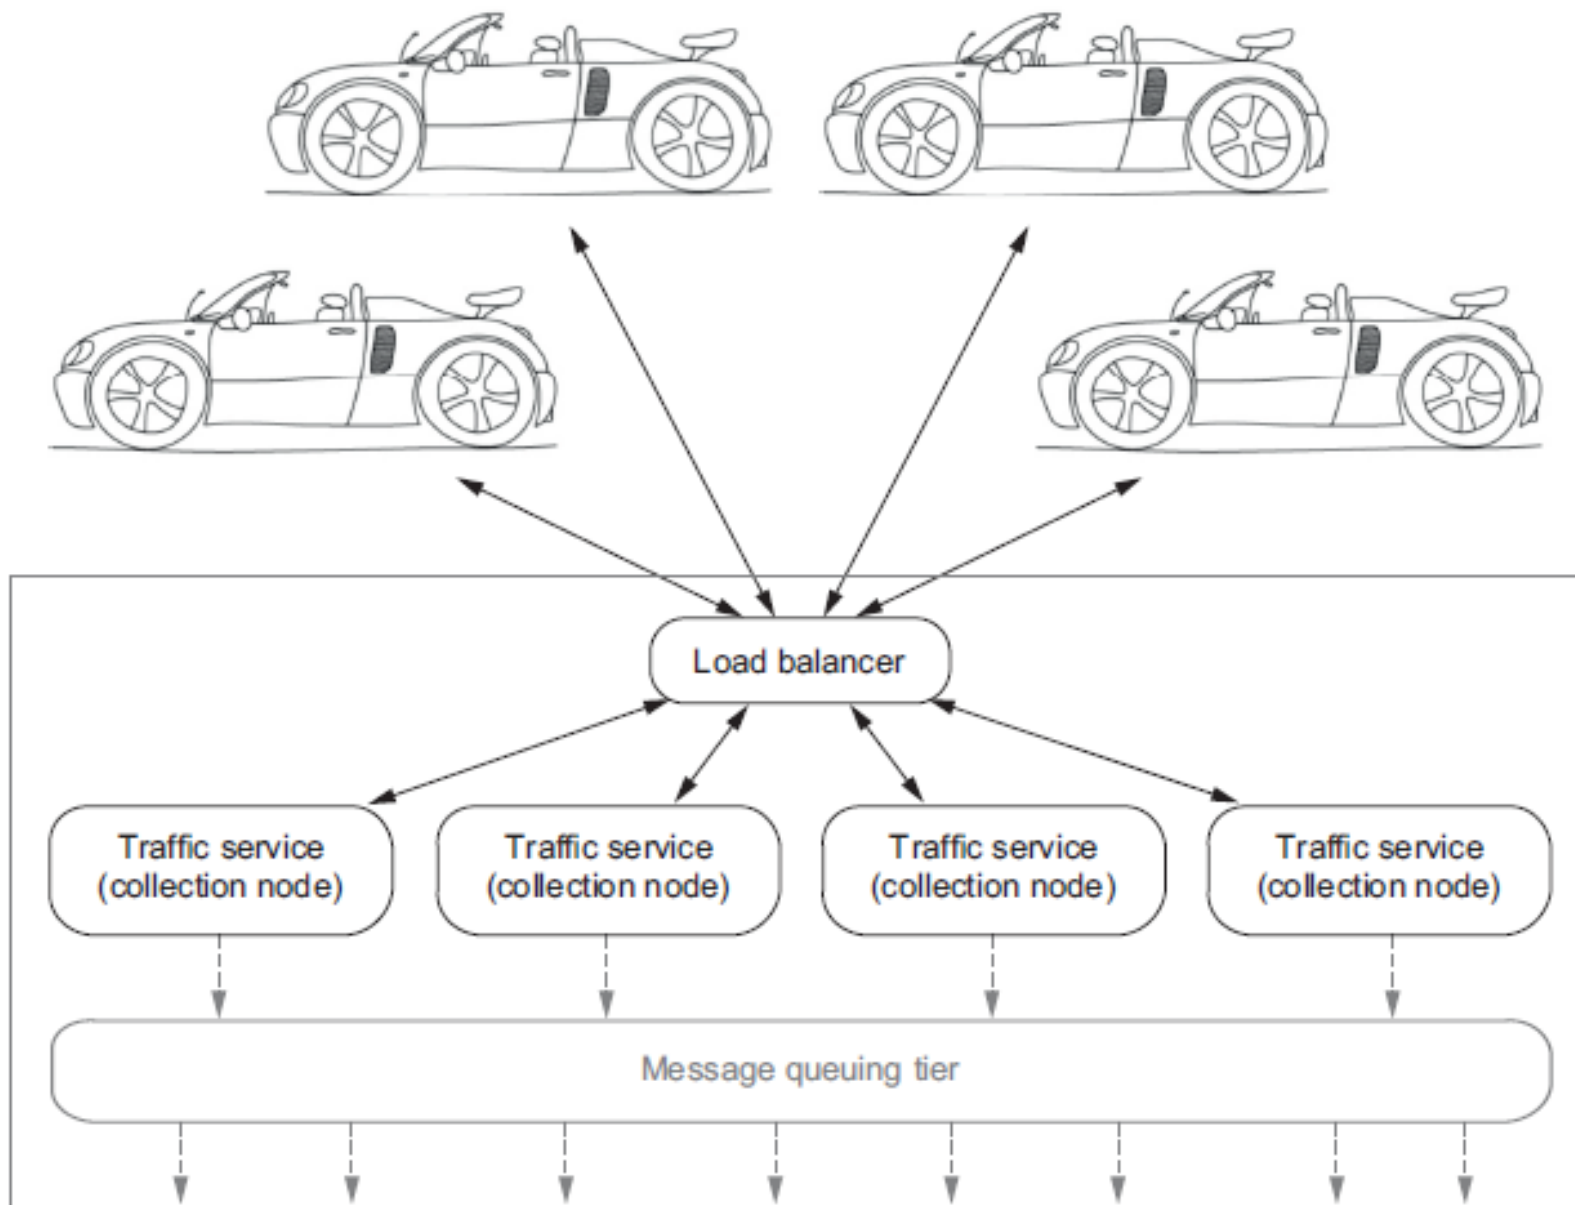 Load balancer
Traffic service
(collection node)
Traffic service
(collection node)
Traffic service
(collection node)
Traffic service
(collection node)
Message queuing tier